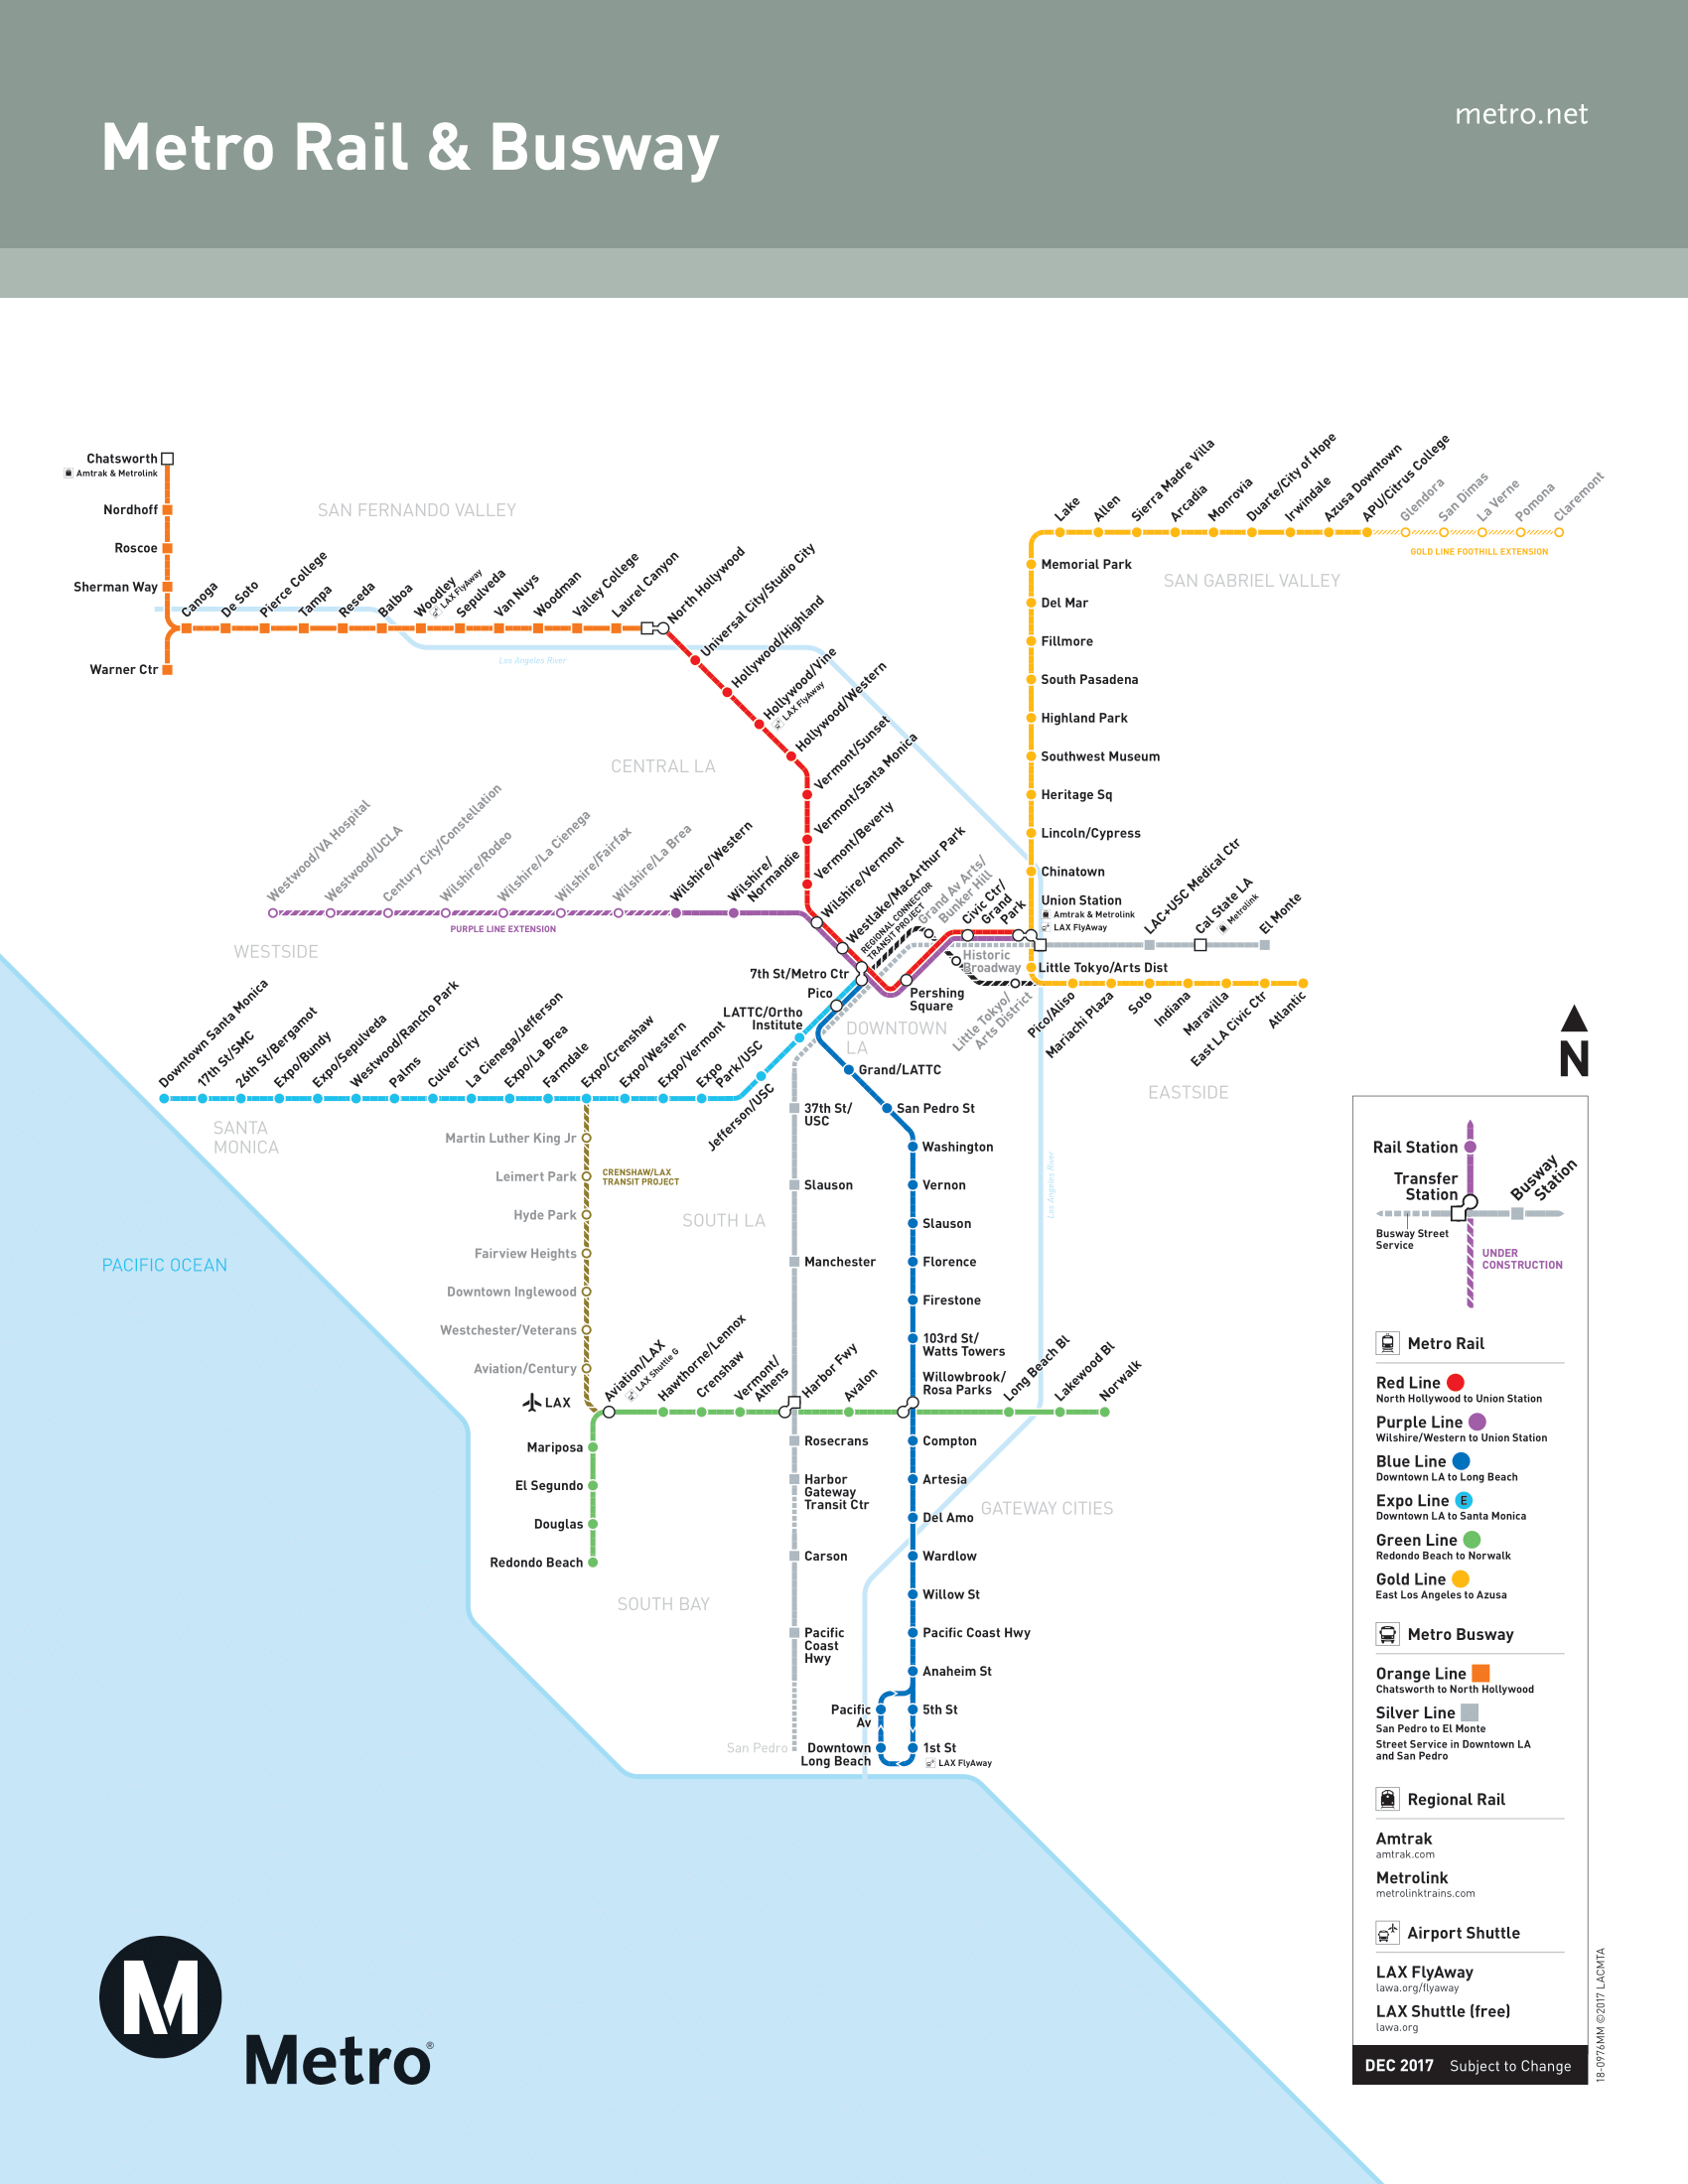 metro.net
Metro Rail & Busway
Chatsworth
Amtrak & Metrolink
Nordhoff
Roscoe
Sherman Way
Warner Ctr
SAN FERNANDO VALLEY
Canoga
De Soto
Pierce College
Tampa
Reseda
Balboa
Woodley
LAX FlyAway
Sepulveda
Van Nuys
Woodman
Valley College
Laurel Canyon
North Hollywood
Universal City/Studio City
Hollywood/Highland
Hollywood/Vine
LAX FlyAway
Hollywood/Western
Vermont/Sunset
Vermont/Santa Monica
Vermont/Beverly
Wilshire/Vermont
Westlake/MacArthur Park
Los Angeles River
Lake
Allen
Sierra Madre Villa
Arcadia
Monrovia
Duarte/City of Hope
Irwindale
Azusa Downtown
APU/Citrus College
Glendora
San Dimas
La Verne
Pomona
Claremont
GOLD LINE FOOTHILL EXTENSION
Memorial Park
Del Mar
Fillmore
South Pasadena
Highland Park
Southwest Museum
Heritage Sq
Lincoln/Cypress
Chinatown
Union Station
Amtrak & Metrolink
LAX FlyAway
SAN GABRIEL VALLEY
CENTRAL LA
Westwood/VA Hospital
Westwood/UCLA
Century City/Constellation
Wilshire/Rodeo
Wilshire/La Cienega
Wilshire/Fairfax
Wilshire/La Brea
Wilshire/Western
Wilshire/
Normandie
PURPLE LINE EXTENSION
WESTSIDE
REGIONAL CONNECTOR
TRANSIT PROJECT
Grand Av Arts/
Bunker Hill
Civic Ctr/
Grand
Park
Historic
Broadway
Little Tokyo/
Arts District
LAC+USC Medical Ctr
Cal State LA
Metrolink
El Monte
Little Tokyo/Arts Dist
Pico/Aliso
Mariachi Plaza
Soto
Indiana
Maravilla
East LA Civic Ctr
Atlantic
EASTSIDE
7th St/Metro Ctr
Pico
LATTC/Ortho
Institute
Pershing
Square
DOWNTOWN
LA
Downtown Santa Monica
17th St/SMC
26th St/Bergamot
Expo/Bundy
Expo/Sepulveda
Westwood/Rancho Park
Palms
Culver City
La Cienega/Jefferson
Expo/La Brea
Farmdale
Expo/Crenshaw
Expo/Western
Expo/Vermont
Expo
Park/USC
Jefferson/USC
SANTA
MONICA
PACIFIC OCEAN
Martin Luther King Jr
Leimert Park
Hyde Park
Fairview Heights
Downtown Inglewood
Westchester/Veterans
Aviation/Century
CRENSHAW/LAX
TRANSIT PROJECT
SOUTH LA
37th St/
USC
Slauson
Manchester
Grand/LATTC
San Pedro St
Washington
Vernon
Slauson
Florence
Firestone
103rd St/
Watts Towers
Willowbrook/
Rosa Parks
Los Angeles River
LAX
Aviation/LAX
LAX Shuttle G
Hawthorne/Lennox
Crenshaw
Vermont/
Athens
Harbor Fwy
Avalon
Long Beach Bl
Lakewood Bl
Norwalk
Mariposa
El Segundo
Douglas
Redondo Beach
SOUTH BAY
Rosecrans
Harbor
Gateway
Transit Ctr
Carson
Pacific
Coast
Hwy
San Pedro
Compton
Artesia
Del Amo
Wardlow
Willow St
Pacific Coast Hwy
Anaheim St
5th St
1st St
LAX FlyAway
Pacific
Av
Downtown
Long Beach
GATEWAY CITIES
N
Rail Station
Transfer
Station
Busway
Station
Busway Street
Service
UNDER
CONSTRUCTION
Metro Rail
Red Line
North Hollywood to Union Station
Purple Line
Wilshire/Western to Union Station
Blue Line
Downtown LA to Long Beach
Expo Line E
Downtown LA to Santa Monica
Green Line
Redondo Beach to Norwalk
Gold Line
East Los Angeles to Azusa
Metro Busway
Orange Line
Chatsworth to North Hollywood
Silver Line
San Pedro to El Monte
Street Service in Downtown LA
and San Pedro
Regional Rail
Amtrak
amtrak.com
Metrolink
metrolinktrains.com
Airport Shuttle
LAX FlyAway
lawa.org/flyaway
LAX Shuttle (free)
lawa.org
DEC 2017 Subject to Change
18-0976MM ©2017 LACMTA
M
Metro®